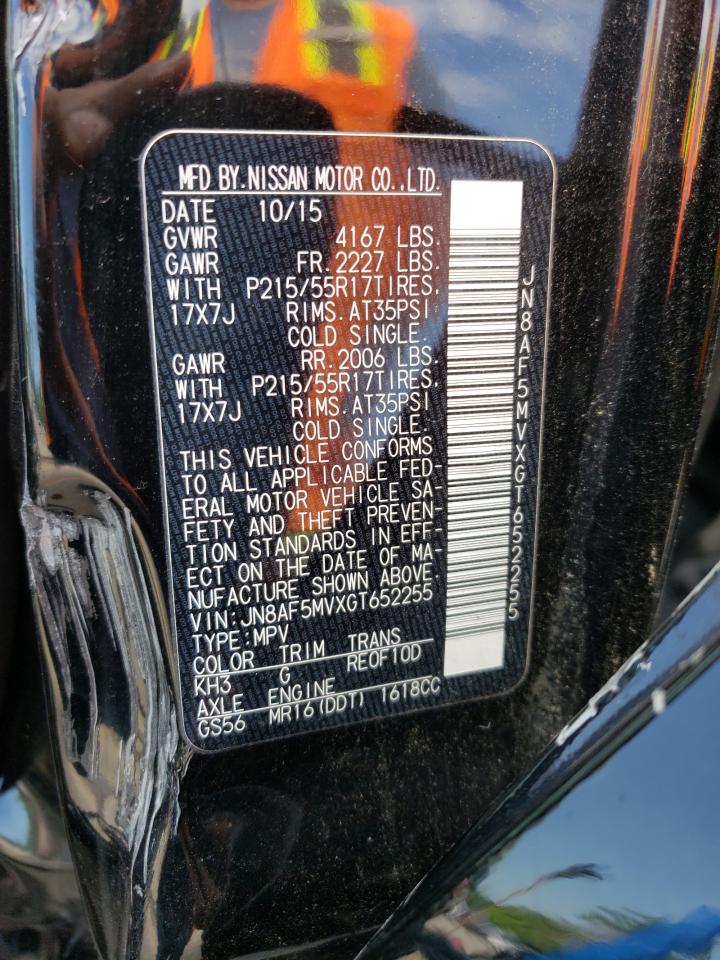 MFD BY.NISSAN MOTOR CO.,LTD.
DATE 10/15
GVWR 4167 LBS.
GAWR FR.2227 LBS.
WITH P215/55R17TIRES,
17X7J RIMS.AT35PSI
COLD SINGLE.
GAWR RR.2006 LBS.
WITH P215/55R17TIRES,
17X7J RIMS.AT35PSI
COLD SINGLE.
THIS VEHICLE CONFORMS
TO ALL APPLICABLE FED-
ERAL MOTOR VEHICLE SA-
FETY AND THEFT PREVEN-
TION STANDARDS IN EFF-
ECT ON THE DATE OF MA-
NUFACTURE SHOWN ABOVE.
VIN:JN8AF5MVXGT652255
TYPE:MPV
COLOR TRIM TRANS
KH3 G RE0F10D
AXLE ENGINE
GS56 MR16(DDT) 1618CC
JN8AF5MVXGT652255